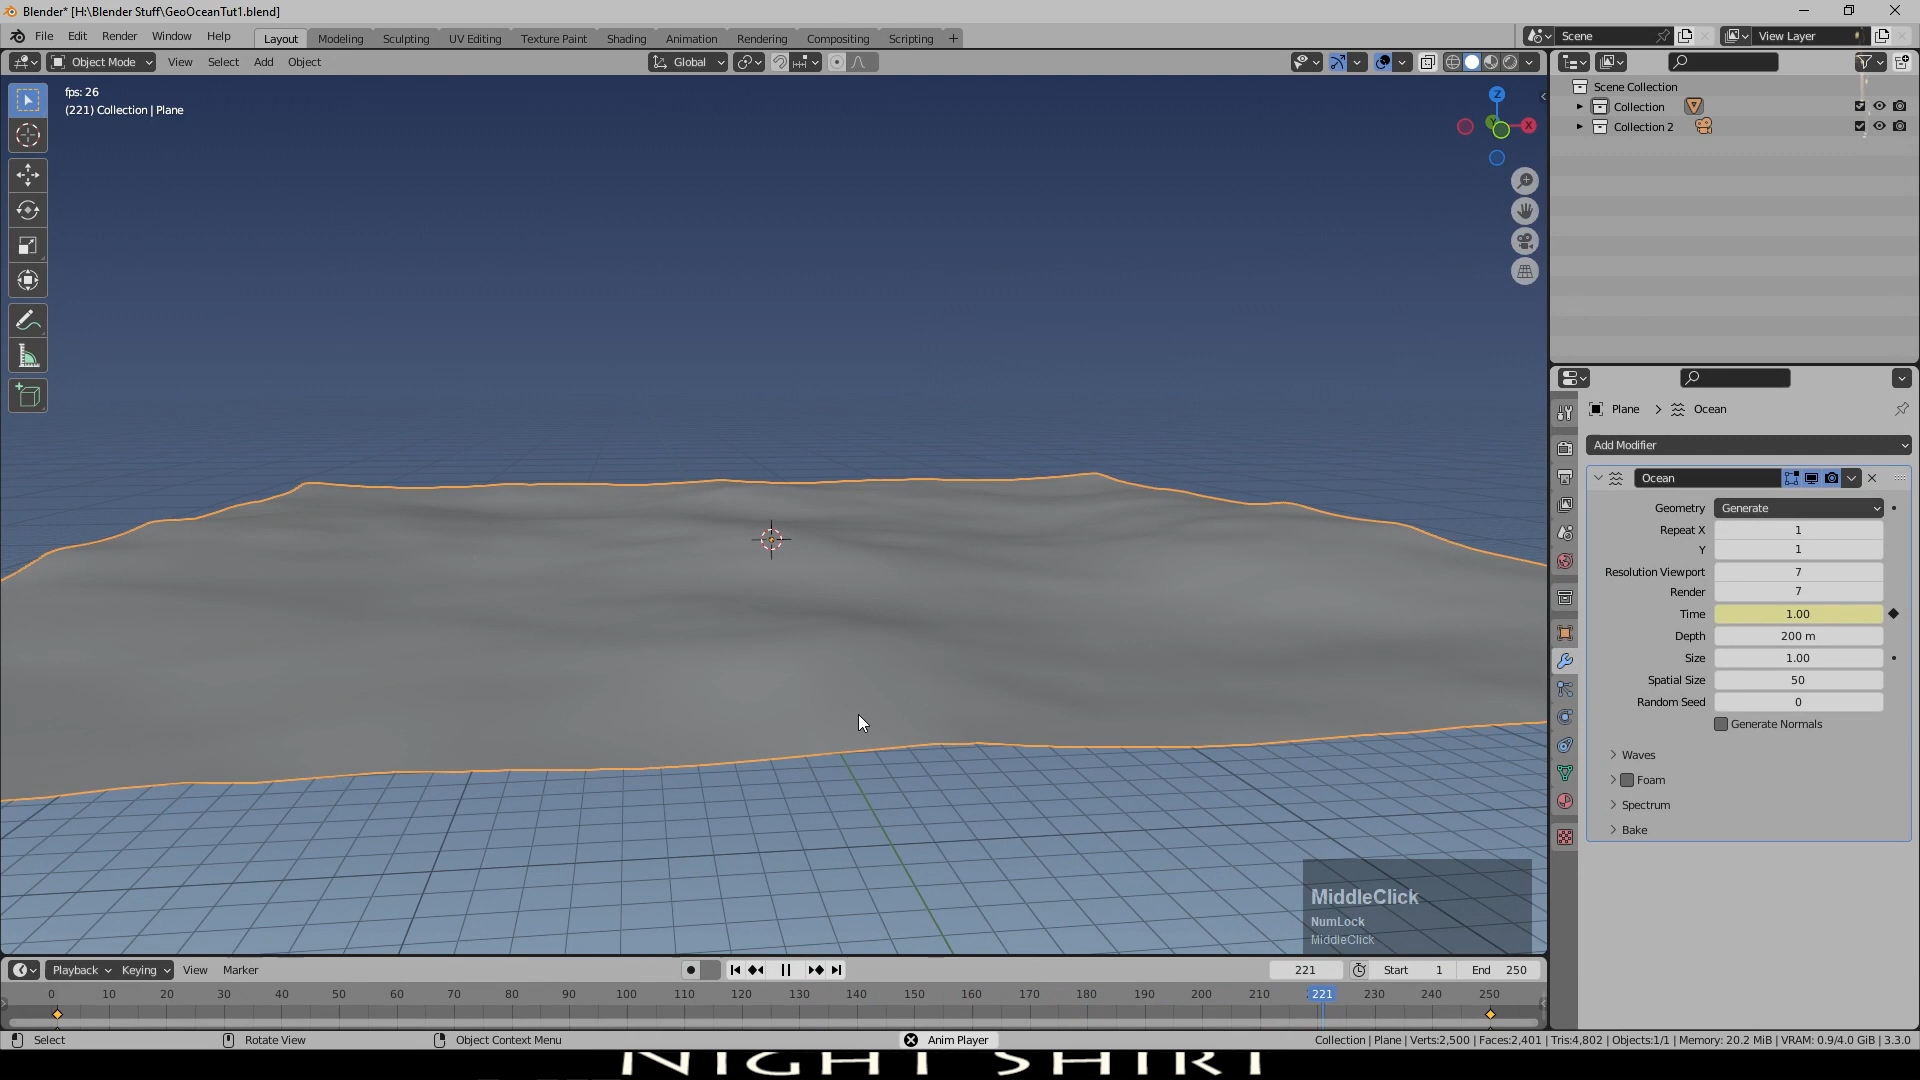 Blender* [H:\Blender Stuff\GeoOceanTut1.blend]
File Edit Render Window Help Layout Modeling Sculpting UV Editing Texture Paint Shading Animation Rendering Compositing Scripting + Scene View Layer
Object Mode View Select Add Object Global
fps: 26
(221) Collection | Plane
Z
Y
X
Scene Collection
Collection
Collection 2
Plane > Ocean
Add Modifier
Ocean
Geometry Generate
Repeat X 1
Y 1
Resolution Viewport 7
Render 7
Time 1.00
Depth 200 m
Size 1.00
Spatial Size 50
Random Seed 0
Generate Normals
Waves
Foam
Spectrum
Bake
MiddleClick
NumLock
MiddleClick
Playback Keying View Marker 221 Start 1 End 250
0 10 20 30 40 50 60 70 80 90 100 110 120 130 140 150 160 170 180 190 200 210 221 230 240 250
Select Rotate View Object Context Menu Anim Player Collection | Plane | Verts:2,500 | Faces:2,401 | Tris:4,802 | Objects:1/1 | Memory: 20.2 MiB | VRAM: 0.9/4.0 GiB | 3.3.0
NIGHT SHIRT